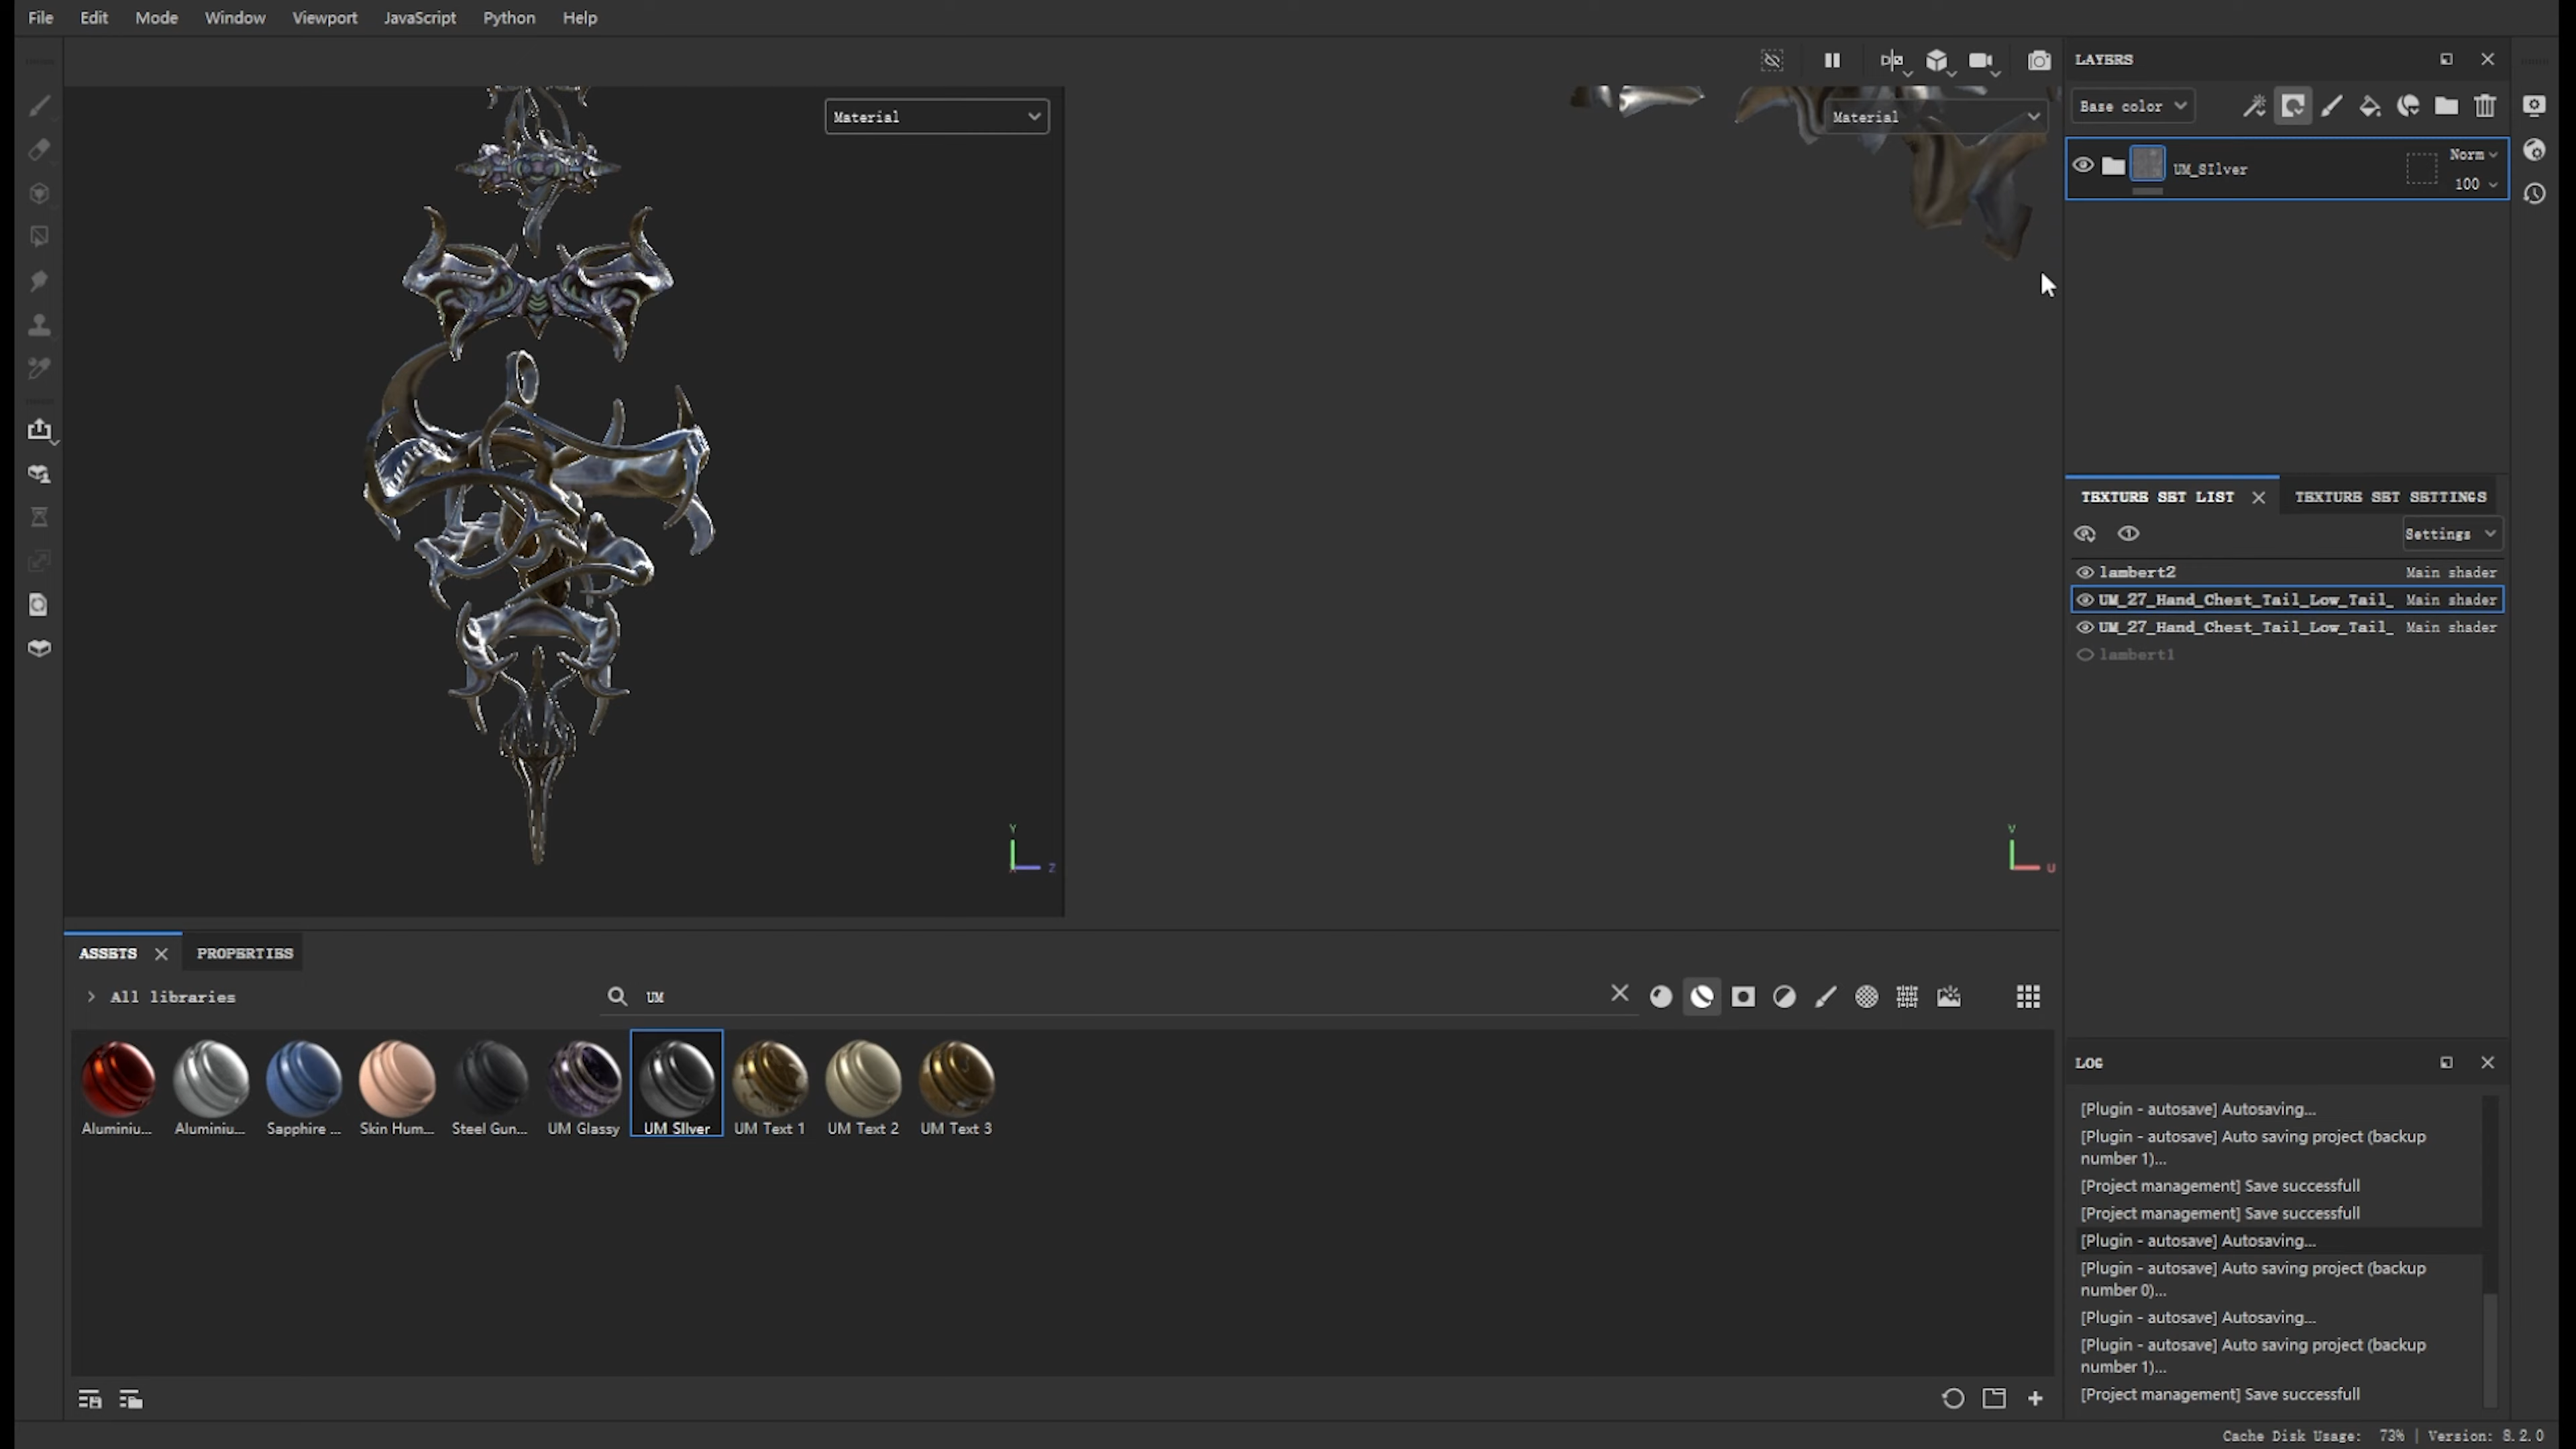 File Edit Mode Window Viewport JavaScript Python Help
Material
Material
LAYERS
Base color
UM_SIlver
Norm
100
TEXTURE SET LIST
TEXTURE SET SETTINGS
Settings
lambert2 Main shader
UM_27_Hand_Chest_Tail_Low_Tail_ Main shader
UM_27_Hand_Chest_Tail_Low_Tail_ Main shader
lambert1
Y
Z
V
U
ASSETS
PROPERTIES
All libraries
UM
Aluminiu... Aluminiu... Sapphire ... Skin Hum... Steel Gun... UM Glassy UM SIlver UM Text 1 UM Text 2 UM Text 3
LOG
[Plugin - autosave] Autosaving...
[Plugin - autosave] Auto saving project (backup
number 1)...
[Project management] Save successfull
[Project management] Save successfull
[Plugin - autosave] Autosaving...
[Plugin - autosave] Auto saving project (backup
number 0)...
[Plugin - autosave] Autosaving...
[Plugin - autosave] Auto saving project (backup
number 1)...
[Project management] Save successfull
Cache Disk Usage: 73% | Version: 8.2.0